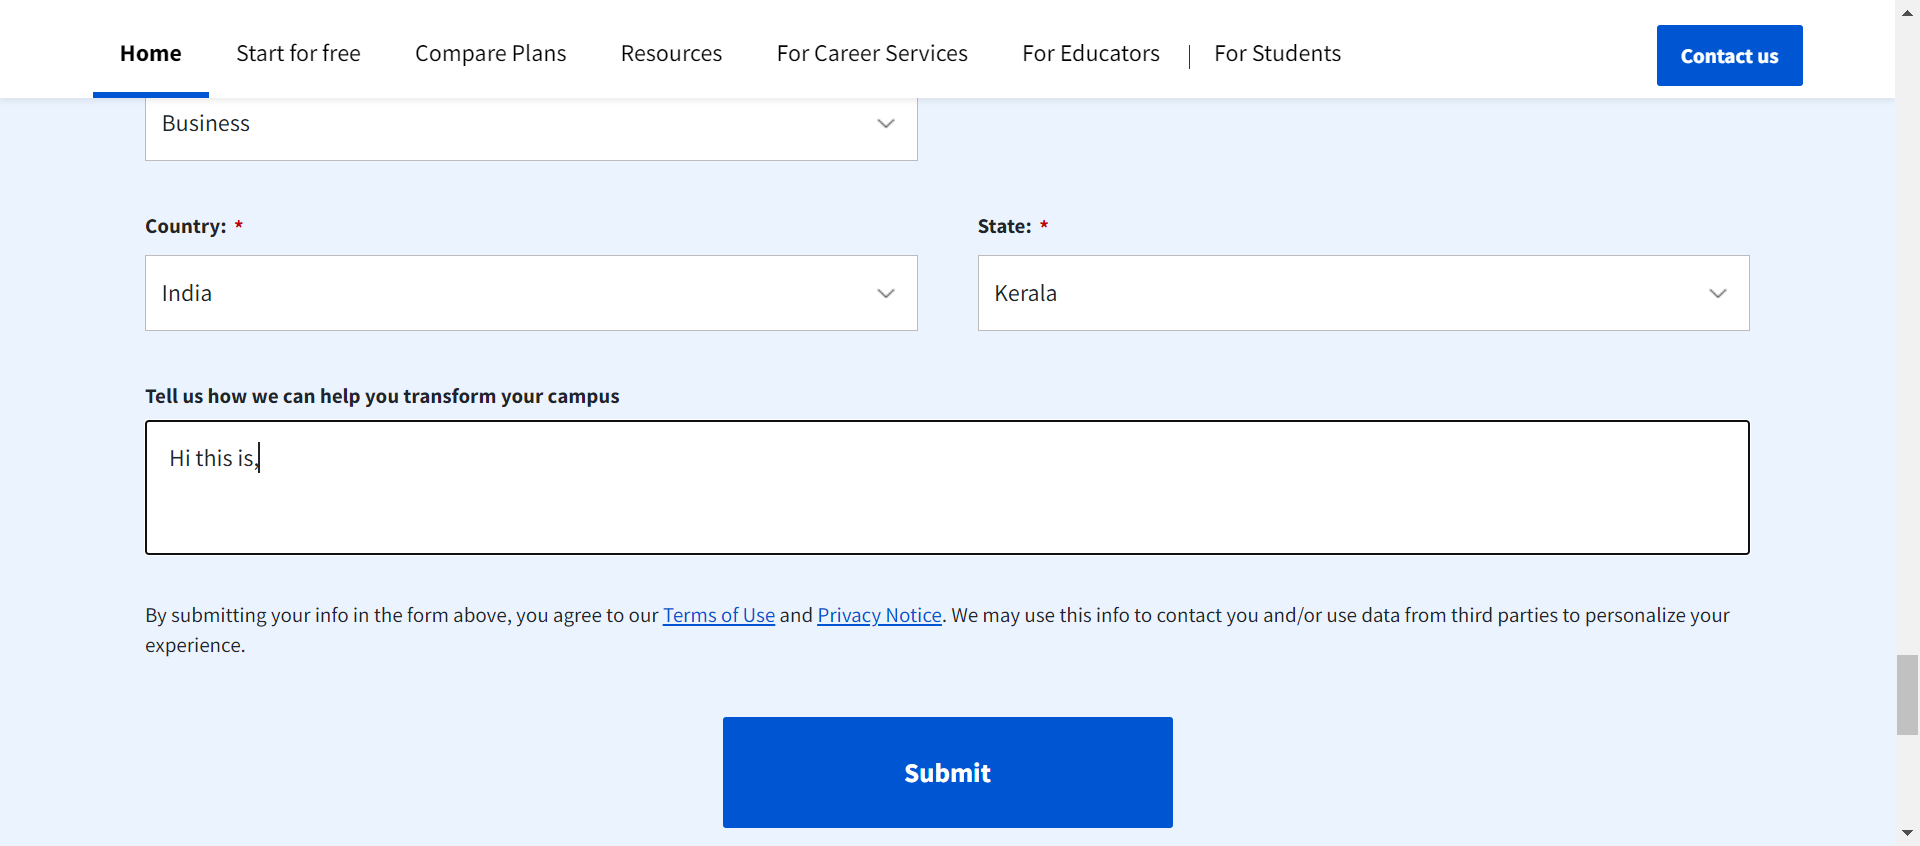 Home Start for free Compare Plans Resources For Career Services For Educators | For Students Contact us
Business
Country: * State: *
India Kerala
Tell us how we can help you transform your campus
Hi this is,
By submitting your info in the form above, you agree to our Terms of Use and Privacy Notice. We may use this info to contact you and/or use data from third parties to personalize your
experience.
Submit